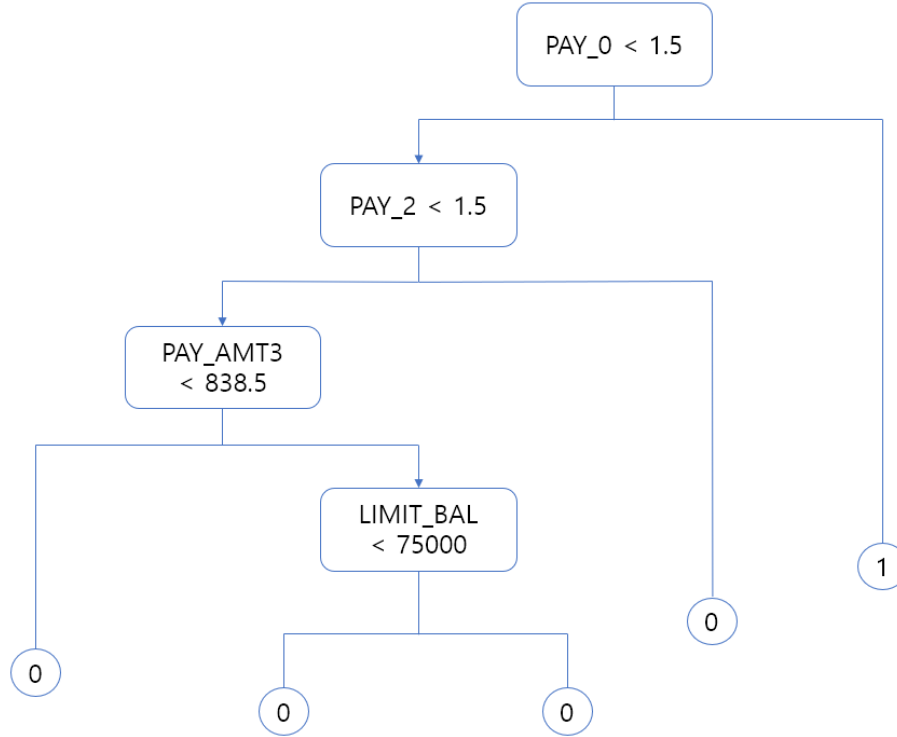 PAY_0 < 1.5
PAY_2 < 1.5
PAY_AMT3
< 838.5
LIMIT_BAL
< 75000
1
0
0
0
0